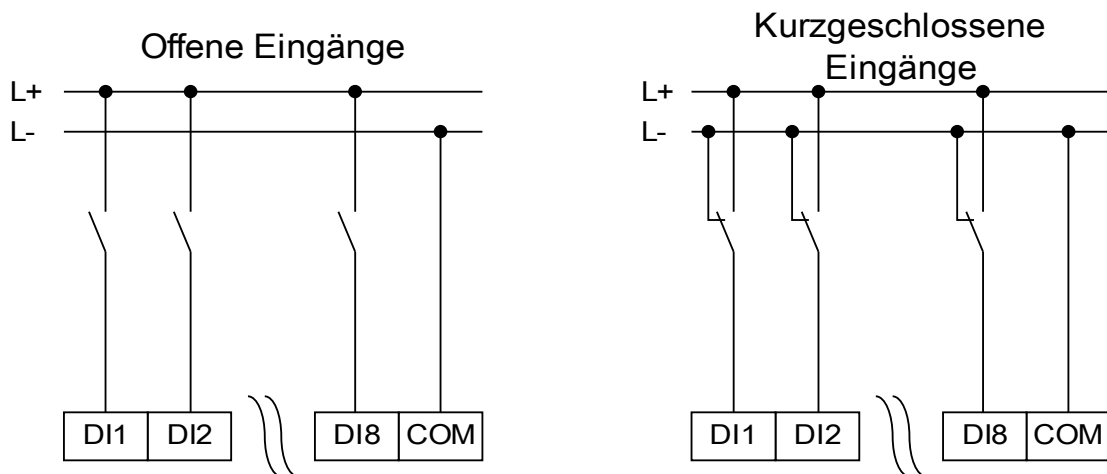 Offene Eingänge
L+
L-
DI1 DI2 DI8 COM
Kurzgeschlossene
Eingänge
L+
L-
DI1 DI2 DI8 COM